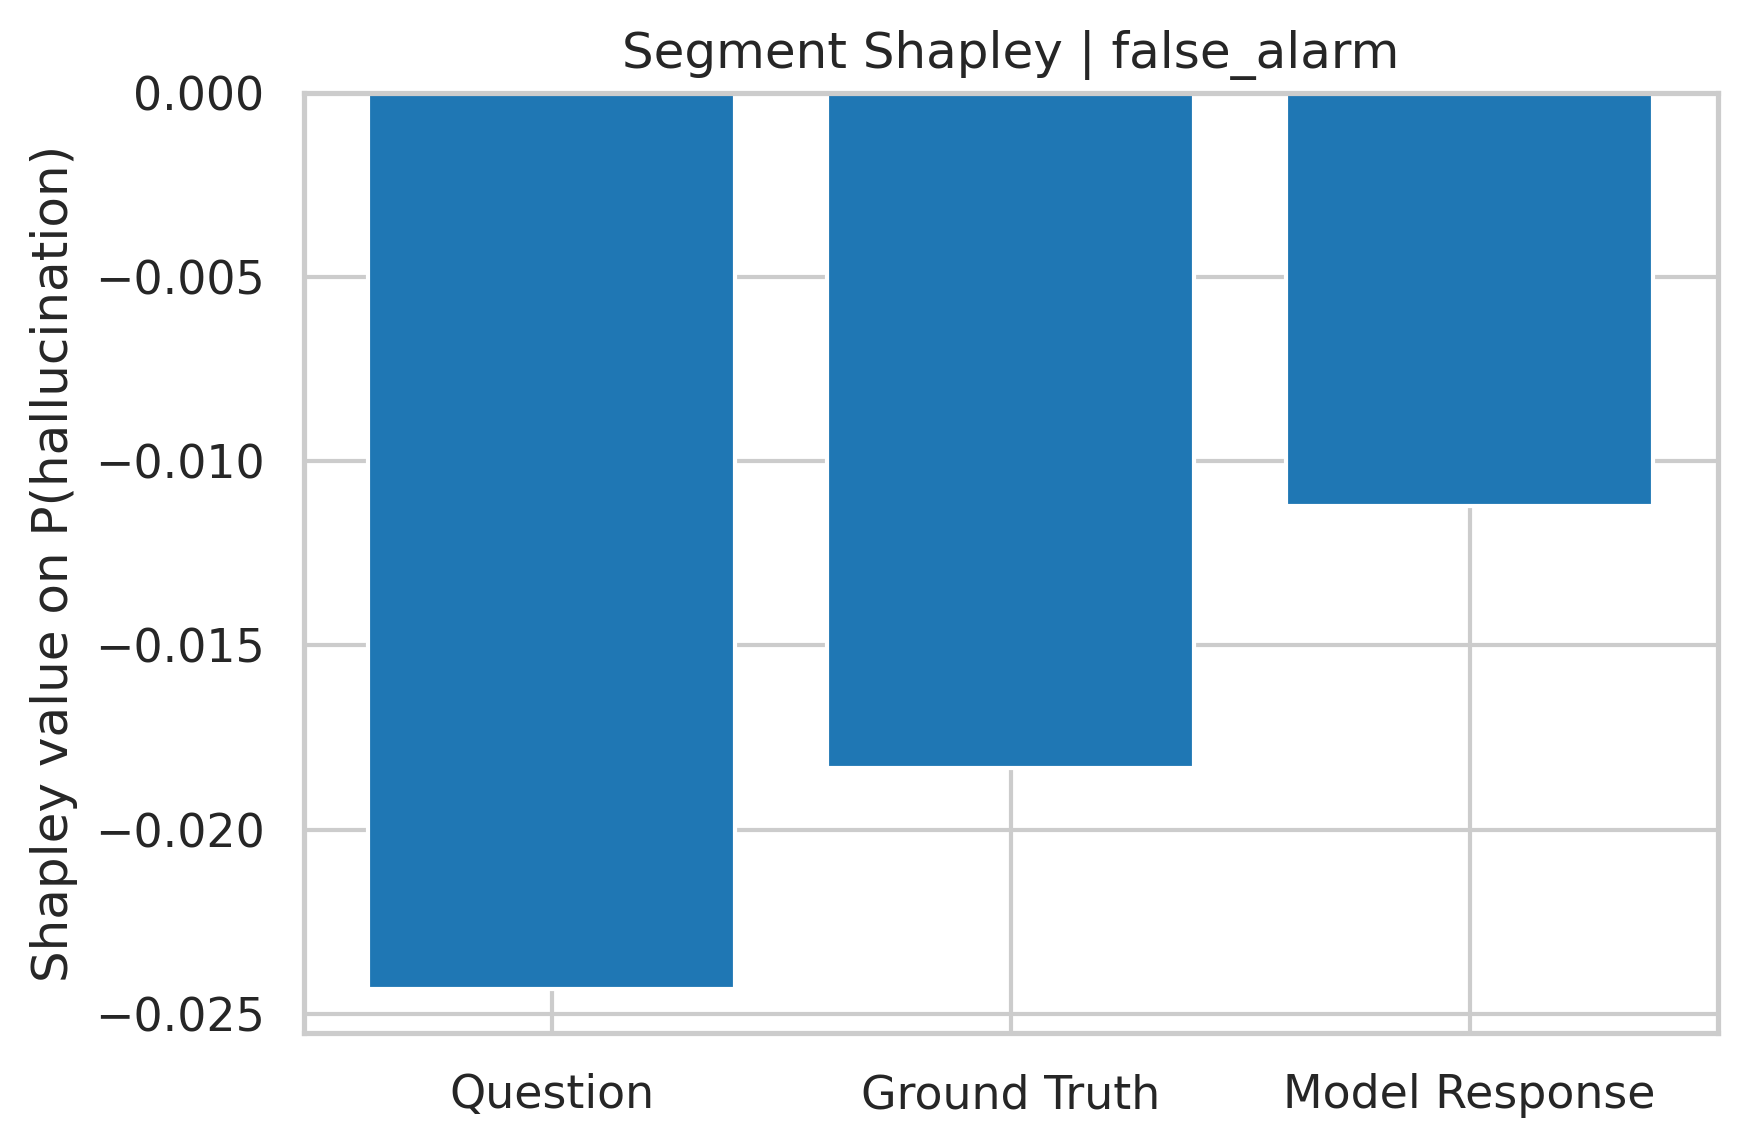 Segment Shapley | false_alarm
Shapley value on P(hallucination)
0.000
−0.005
−0.010
−0.015
−0.020
−0.025
Question
Ground Truth
Model Response